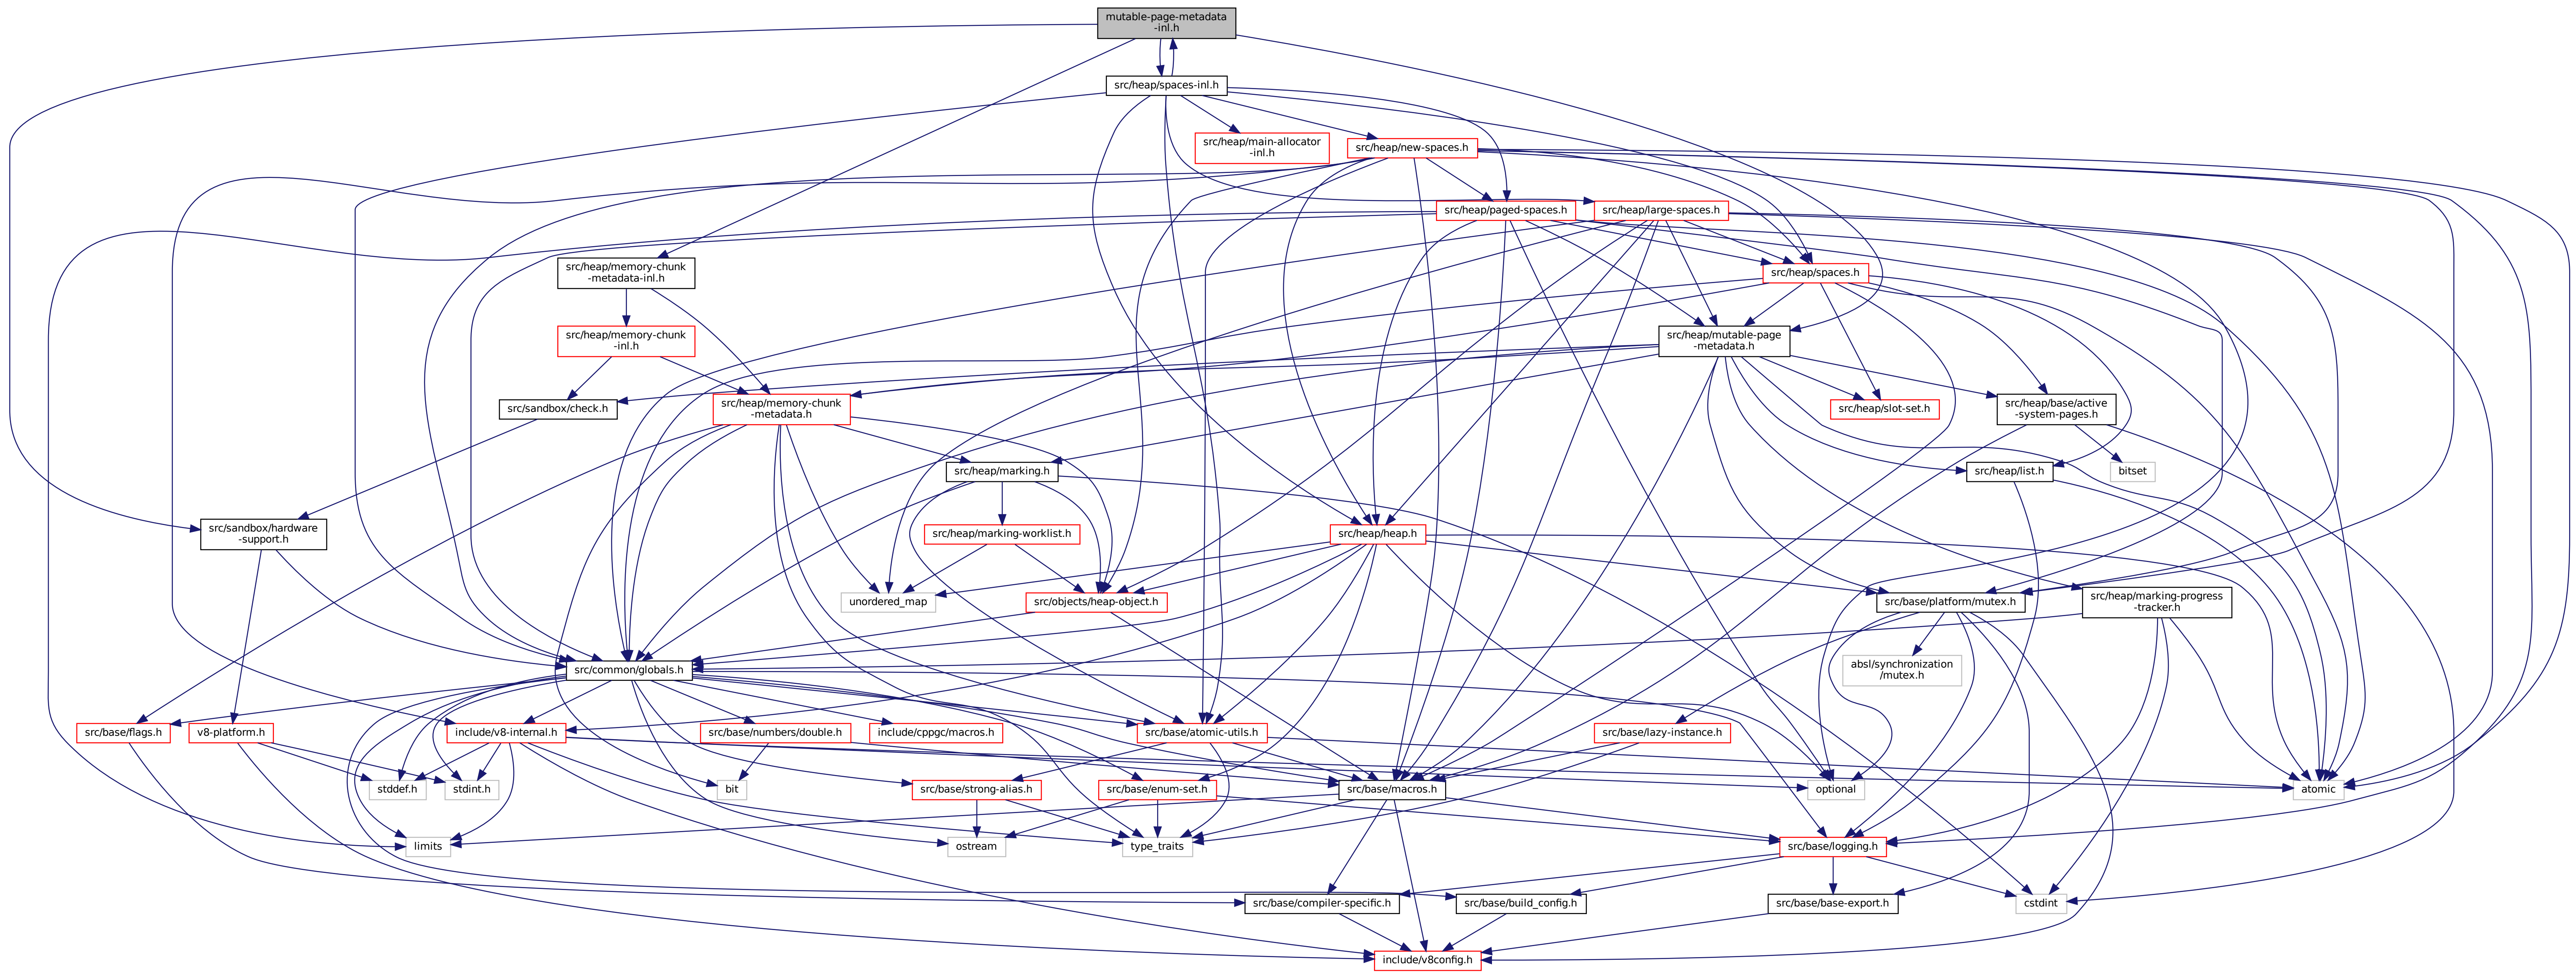 mutable-page-metadata
-inl.h
src/heap/spaces-inl.h
src/heap/main-allocator
-inl.h
src/heap/new-spaces.h
src/heap/paged-spaces.h
src/heap/large-spaces.h
src/heap/memory-chunk
-metadata-inl.h
src/heap/spaces.h
src/heap/memory-chunk
-inl.h
src/heap/mutable-page
-metadata.h
src/sandbox/check.h
src/heap/memory-chunk
-metadata.h
src/heap/slot-set.h
src/heap/base/active
-system-pages.h
src/heap/marking.h
src/heap/list.h
bitset
src/sandbox/hardware
-support.h
src/heap/marking-worklist.h
src/heap/heap.h
unordered_map
src/objects/heap-object.h
src/base/platform/mutex.h
src/heap/marking-progress
-tracker.h
src/common/globals.h
absl/synchronization
/mutex.h
src/base/flags.h
v8-platform.h
include/v8-internal.h
src/base/numbers/double.h
include/cppgc/macros.h
src/base/atomic-utils.h
src/base/lazy-instance.h
stddef.h
stdint.h
bit
src/base/strong-alias.h
src/base/enum-set.h
src/base/macros.h
optional
atomic
limits
ostream
type_traits
src/base/logging.h
src/base/compiler-specific.h
src/base/build_config.h
src/base/base-export.h
cstdint
include/v8config.h